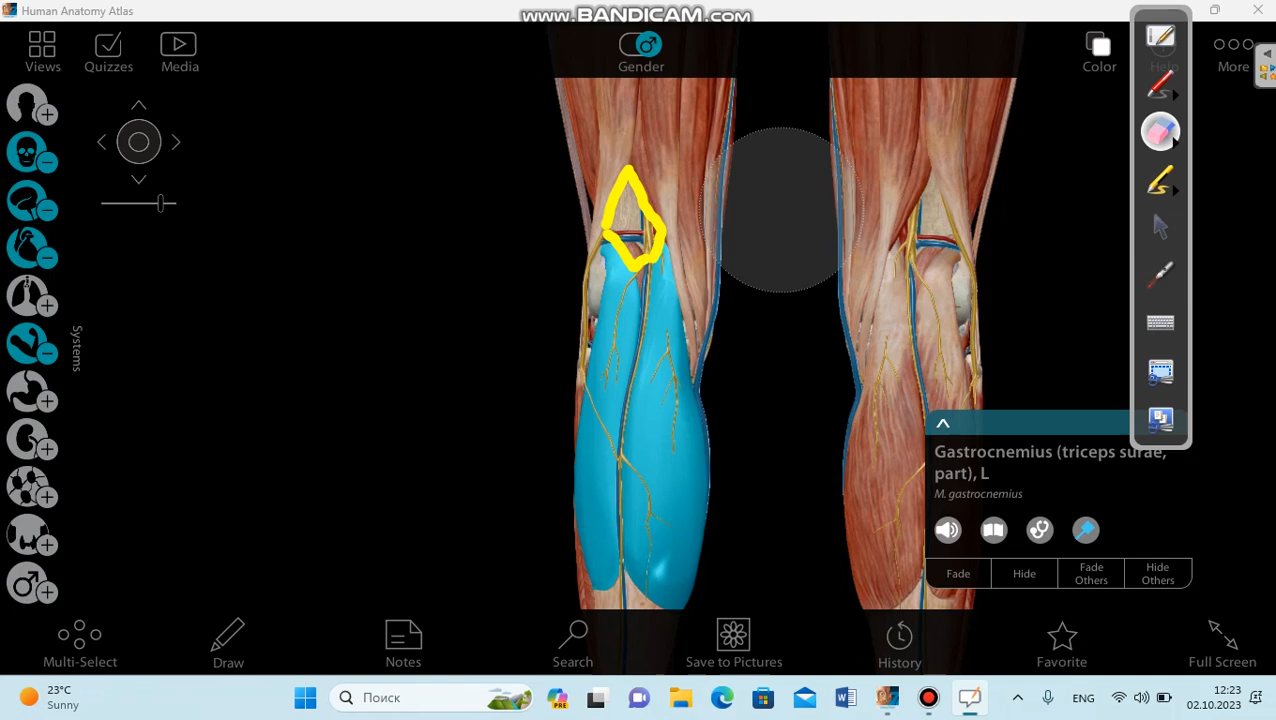 Human Anatomy Atlas
www.BANDICAM.com
Views
Quizzes
Media
Gender
Color
Help
More
Systems
Gastrocnemius (triceps surae,
part), L
M. gastrocnemius
Fade
Hide
Fade
Others
Hide
Others
Multi-Select
Draw
Notes
Search
Save to Pictures
History
Favorite
Full Screen
23°C
Sunny
Поиск
PRE
ENG
12:23
02.10.2023